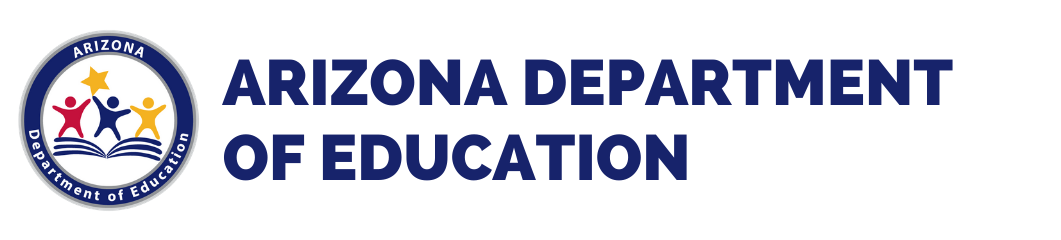 ARIZONA
Department of Education
ARIZONA DEPARTMENT
OF EDUCATION